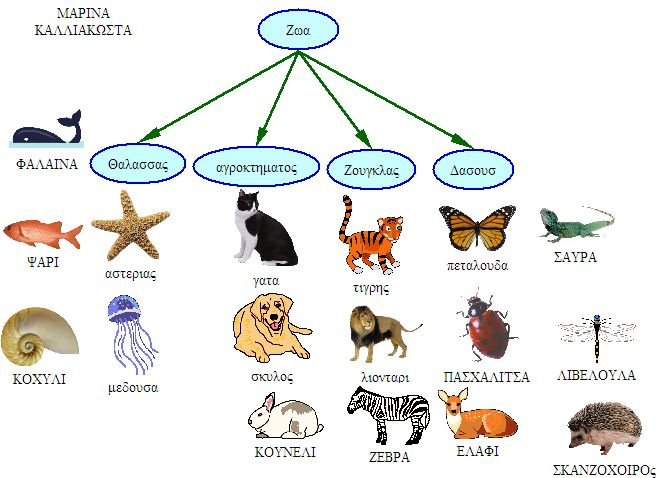 ΜΑΡΙΝΑ
ΚΑΛΛΙΑΚΩΣΤΑ
Ζωα
ΦΑΛΑΙΝΑ
Θαλασσας
αγροκτηματος
Ζουγκλας
Δασουσ
ΨΑΡΙ
αστεριας
γατα
τιγρης
πεταλουδα
ΣΑΥΡΑ
ΚΟΧΥΛΙ
μεδουσα
σκυλος
λιονταρι
ΠΑΣΧΑΛΙΤΣΑ
ΛΙΒΕΛΟΥΛΑ
ΚΟΥΝΕΛΙ
ΖΕΒΡΑ
ΕΛΑΦΙ
ΣΚΑΝΖΟΧΟΙΡΟς